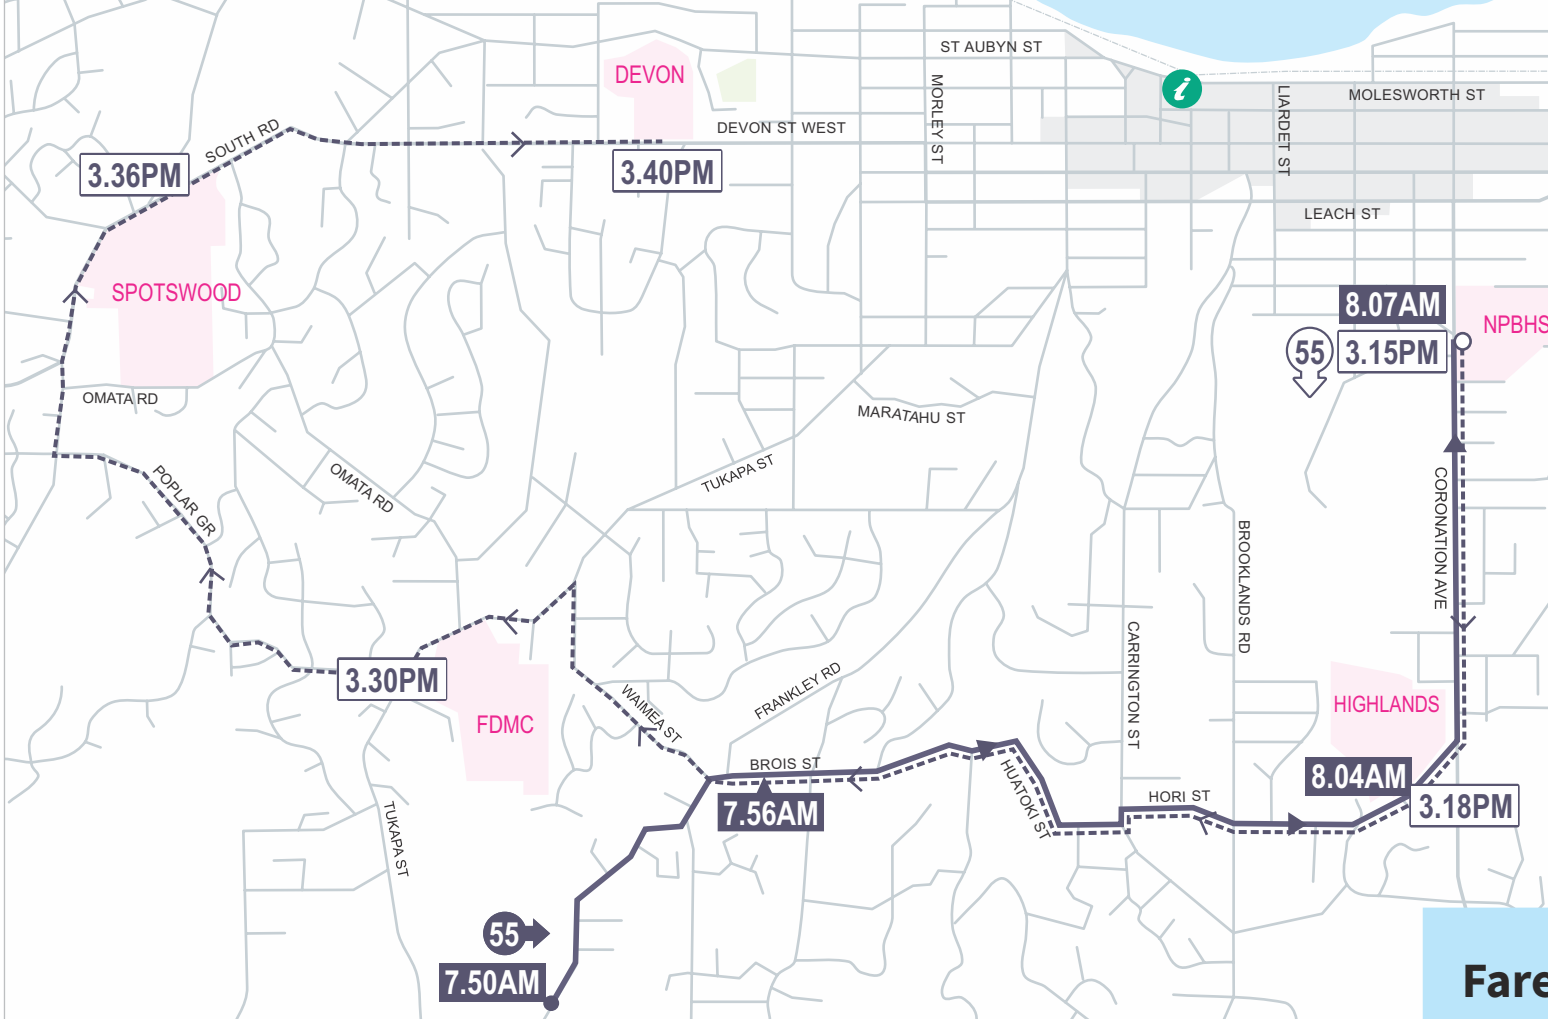 ST AUBYN ST
DEVON
MORLEY ST
i
LIARDET ST
MOLESWORTH ST
SOUTH RD
DEVON ST WEST
3.36PM
3.40PM
LEACH ST
SPOTSWOOD
8.07AM
NPBHS
55
3.15PM
OMATA RD
MARATAHU ST
TUKAPA ST
OMATA RD
POPLAR GR
CORONATION AVE
BROOKLANDS RD
CARRINGTON ST
3.30PM
FRANKLEY RD
WAIMEA ST
FDMC
HIGHLANDS
BROIS ST
HUATOKI ST
8.04AM
HORI ST
7.56AM
3.18PM
TUKAPA ST
55
7.50AM
Fare